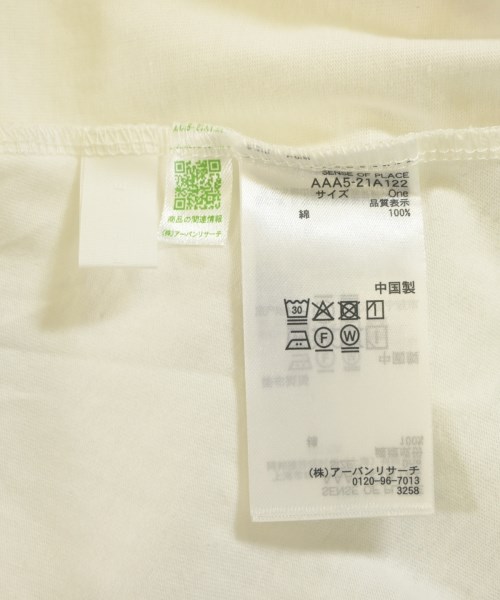 商品の関連情報
(株)アーバンリサーチ
SENSE OF PLACE
AAA5-21A122
サイズ One
品質表示
綿 100%
中国製
30
F W
(株)アーバンリサーチ
0120-96-7013
3258